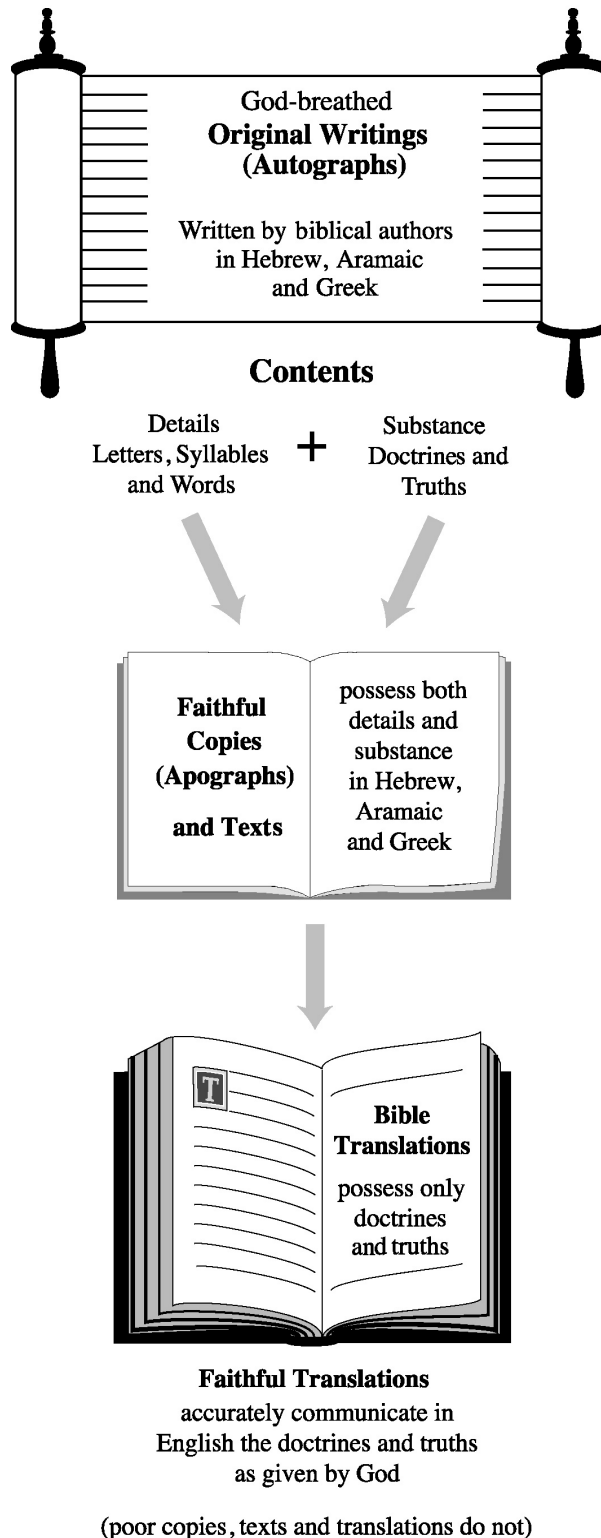 God-breathed
Original Writings
(Autographs)
Written by biblical authors
in Hebrew, Aramaic
and Greek
Contents
Details
Letters, Syllables
and Words
+
Substance
Doctrines and
Truths
Faithful
Copies
(Apographs)
and Texts
possess both
details and
substance
in Hebrew,
Aramaic
and Greek
T
Bible
Translations
possess only
doctrines
and truths
Faithful Translations
accurately communicate in
English the doctrines and truths
as given by God
(poor copies, texts and translations do not)